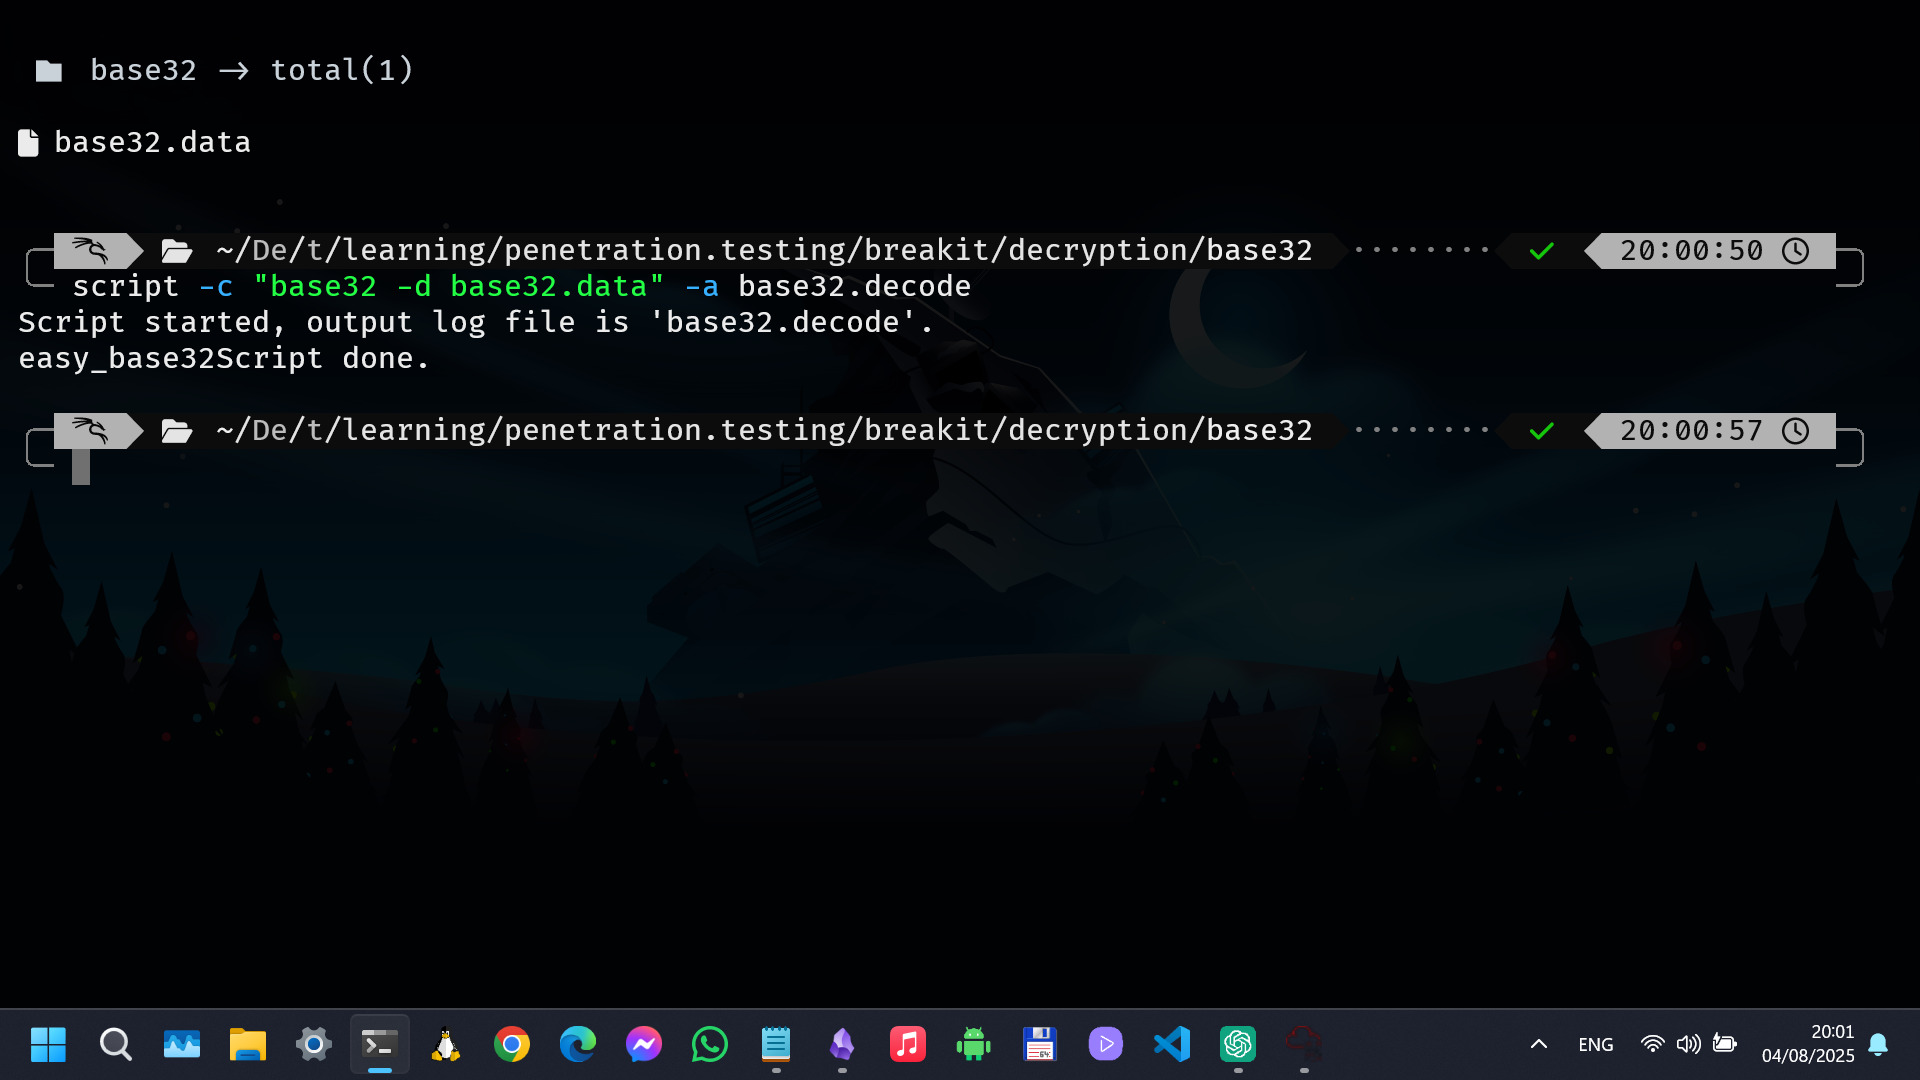 base32 → total(1)
base32.data
~/De/t/learning/penetration.testing/breakit/decryption/base32 ········ ✓ 20:00:50
script -c "base32 -d base32.data" -a base32.decode
Script started, output log file is 'base32.decode'.
easy_base32Script done.
~/De/t/learning/penetration.testing/breakit/decryption/base32 ········ ✓ 20:00:57
64
ENG
20:01
04/08/2025